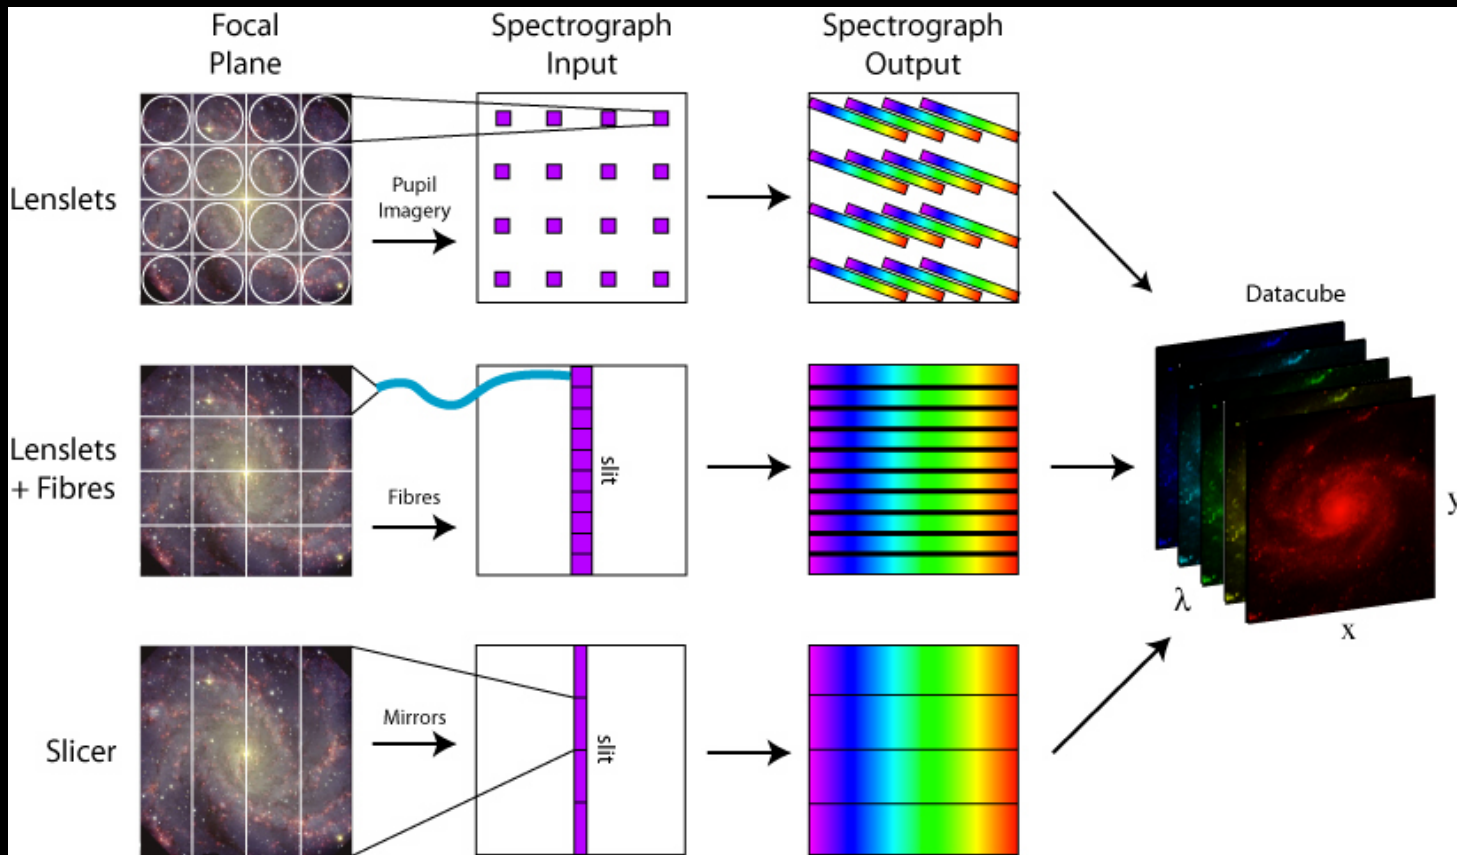 Focal
Plane
Spectrograph
Input
Spectrograph
Output
Lenslets
Pupil
Imagery
Datacube
Lenslets
+ Fibres
Fibres
slit
y
λ
x
Slicer
Mirrors
slit